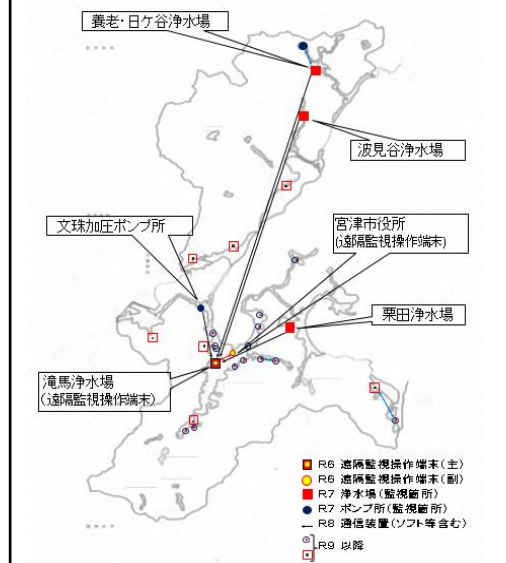 養老・日ケ谷浄水場
波見谷浄水場
文珠加圧ポンプ所
宮津市役所
(遠隔監視操作端末)
栗田浄水場
滝馬浄水場
(遠隔監視操作端末)
R6 遠隔監視操作端末(主)
R6 遠隔監視操作端末(副)
R7 浄水場(監視箇所)
R7 ポンプ所(監視箇所)
R8 通信装置(ソフト等含む)
R9 以降